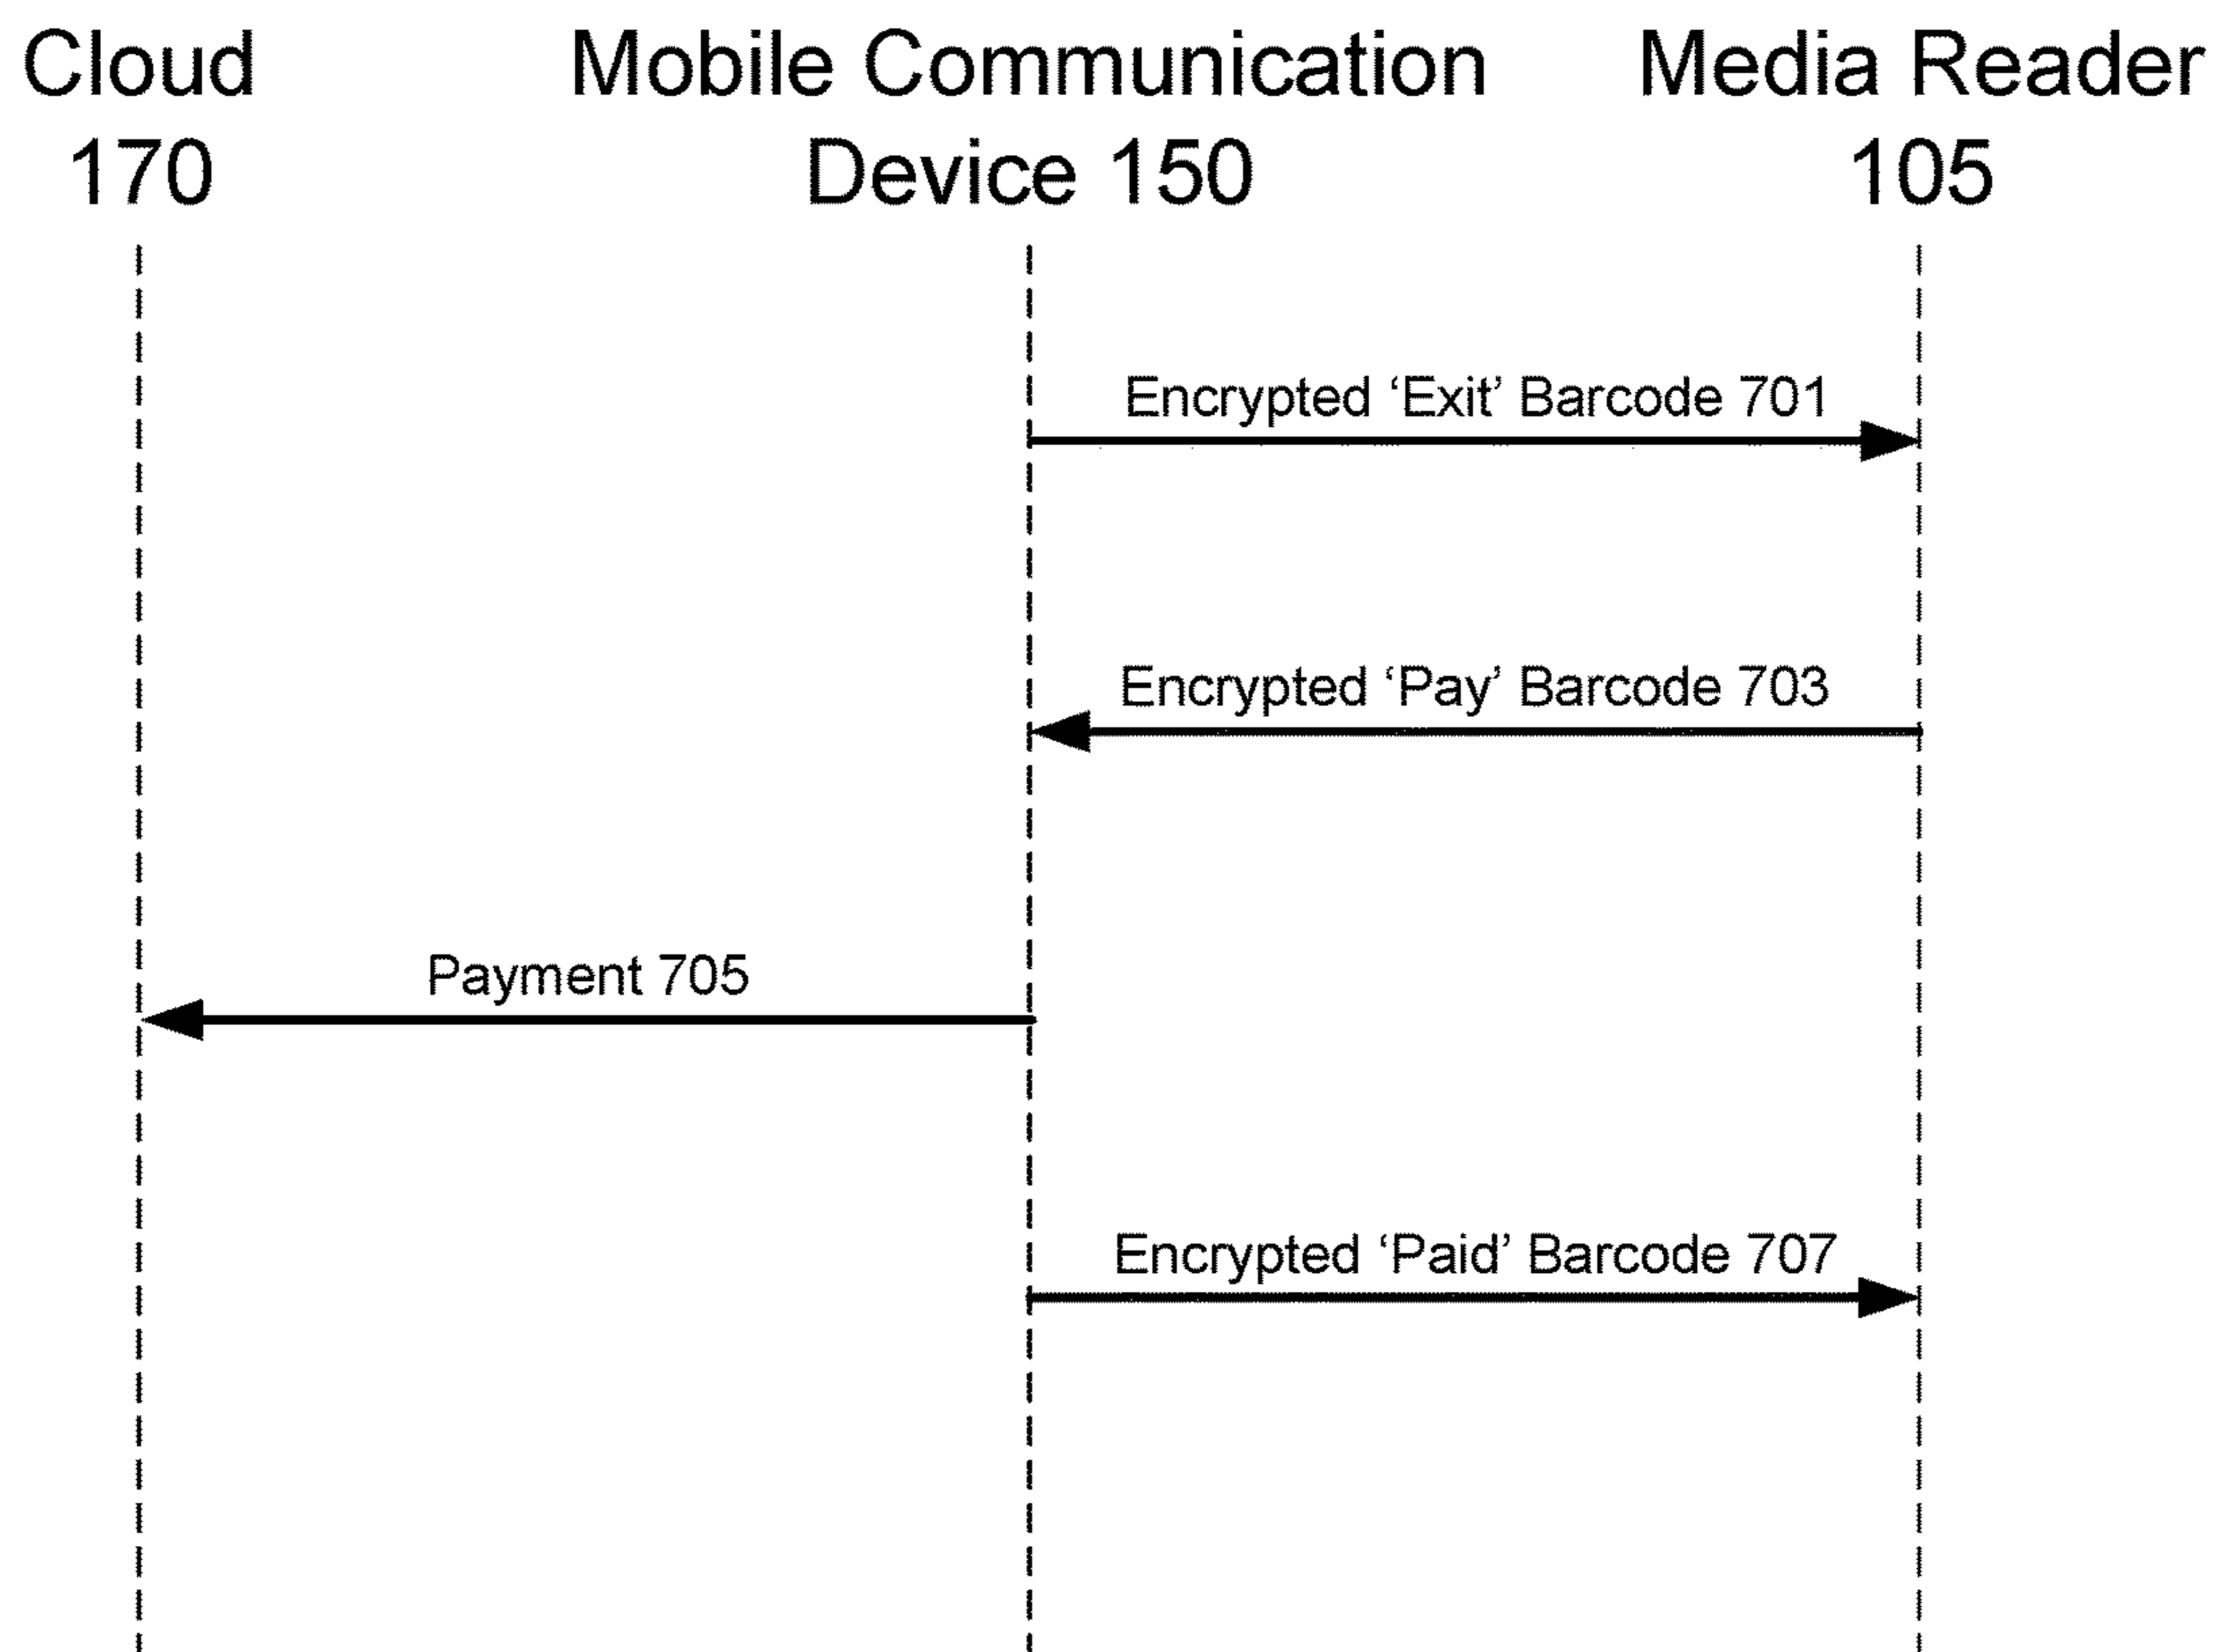 Cloud
170
Mobile Communication
Device 150
Media Reader
105
Encrypted ‘Exit’ Barcode 701
Encrypted ‘Pay’ Barcode 703
Payment 705
Encrypted ‘Paid’ Barcode 707